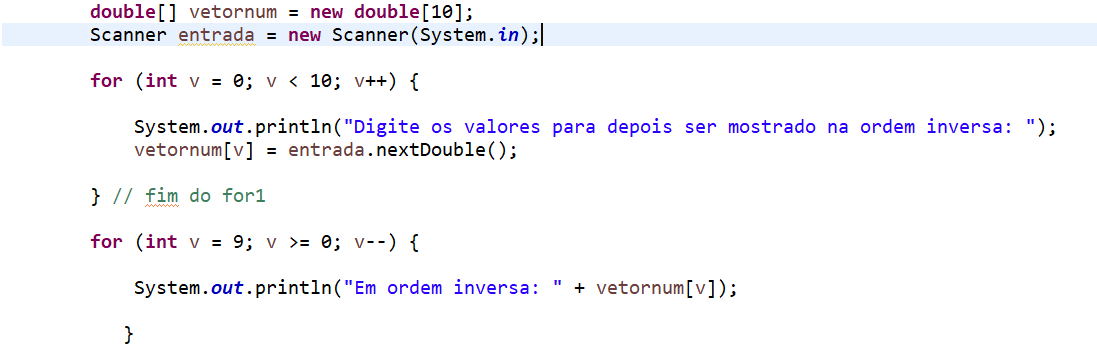 double[] vetornum = new double[10];
Scanner entrada = new Scanner(System.in);
for (int v = 0; v < 10; v++) {
System.out.println("Digite os valores para depois ser mostrado na ordem inversa: ");
vetornum[v] = entrada.nextDouble();
} // fim do for1
for (int v = 9; v >= 0; v--) {
System.out.println("Em ordem inversa: " + vetornum[v]);
}